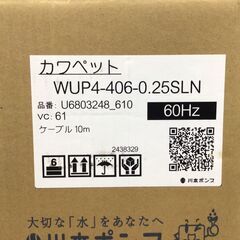 カワペット
WUP4-406-0.25SLN
品番: U6803248_610
VC: 61
60Hz
ケーブル 10m
2438329
6
川本ポンプ
大切な「水」をあなたへ
川本ポンプ